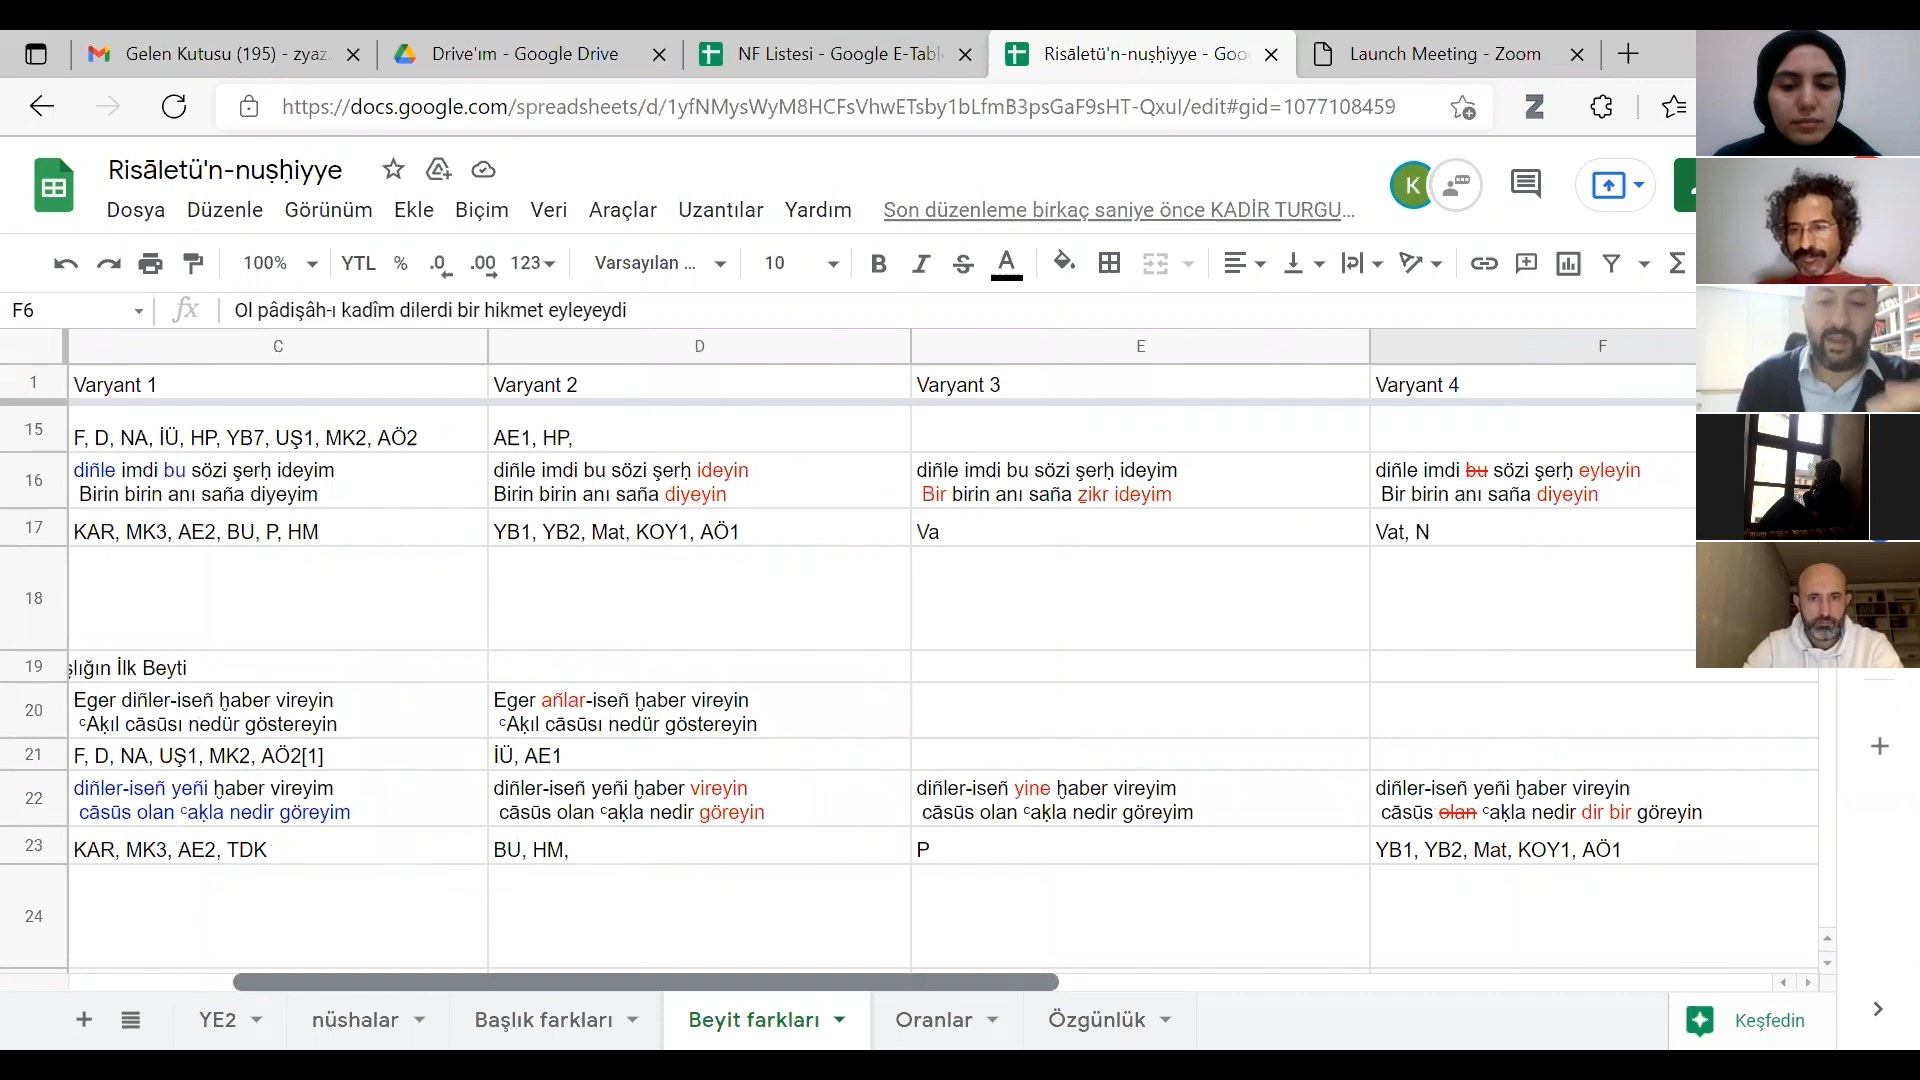 Gelen Kutusu (195) - zyaz
Drive'ım - Google Drive
NF Listesi - Google E-Tabl
Risāletü'n-nuṣḥiyye - Goo
Launch Meeting - Zoom
https://docs.google.com/spreadsheets/d/1yfNMysWyM8HCFsVhwETsby1bLfmB3psGaF9sHT-QxuI/edit#gid=1077108459
Risāletü'n-nuṣḥiyye
Dosya Düzenle Görünüm Ekle Biçim Veri Araçlar Uzantılar Yardım Son düzenleme birkaç saniye önce KADİR TURGU...
K
100% YTL % .0 .00 123 Varsayılan ... 10 B I S A Σ
F6 fx Ol pâdişâh-ı kadîm dilerdi bir hikmet eyleyeydi
C D E F
1 Varyant 1 Varyant 2 Varyant 3 Varyant 4
15 F, D, NA, İÜ, HP, YB7, UŞ1, MK2, AÖ2 AE1, HP,
16
diñle imdi bu sözi şerḥ ideyim
Birin birin anı saña diyeyim
diñle imdi bu sözi şerḥ ideyin
Birin birin anı saña diyeyin
diñle imdi bu sözi şerḥ ideyim
Bir birin anı saña ẕikr ideyim
diñle imdi bu sözi şerḥ eyleyin
Bir birin anı saña diyeyin
17 KAR, MK3, AE2, BU, P, HM YB1, YB2, Mat, KOY1, AÖ1 Va Vat, N
18
19 şlığın İlk Beyti
20
Eger diñler-iseñ ḫaber vireyin
ᶜAḳıl cāsūsı nedür göstereyin
Eger añlar-iseñ ḫaber vireyin
ᶜAḳıl cāsūsı nedür göstereyin
21 F, D, NA, UŞ1, MK2, AÖ2[1] İÜ, AE1
22
diñler-iseñ yeñi ḫaber vireyim
cāsūs olan ᶜaḳla nedir göreyim
diñler-iseñ yeñi ḫaber vireyin
cāsūs olan ᶜaḳla nedir göreyin
diñler-iseñ yine ḫaber vireyim
cāsūs olan ᶜaḳla nedir göreyim
diñler-iseñ yeñi ḫaber vireyin
cāsūs olan ᶜaḳla nedir dir bir göreyin
23 KAR, MK3, AE2, TDK BU, HM, P YB1, YB2, Mat, KOY1, AÖ1
24
YE2 nüshalar Başlık farkları Beyit farkları Oranlar Özgünlük Keşfedin